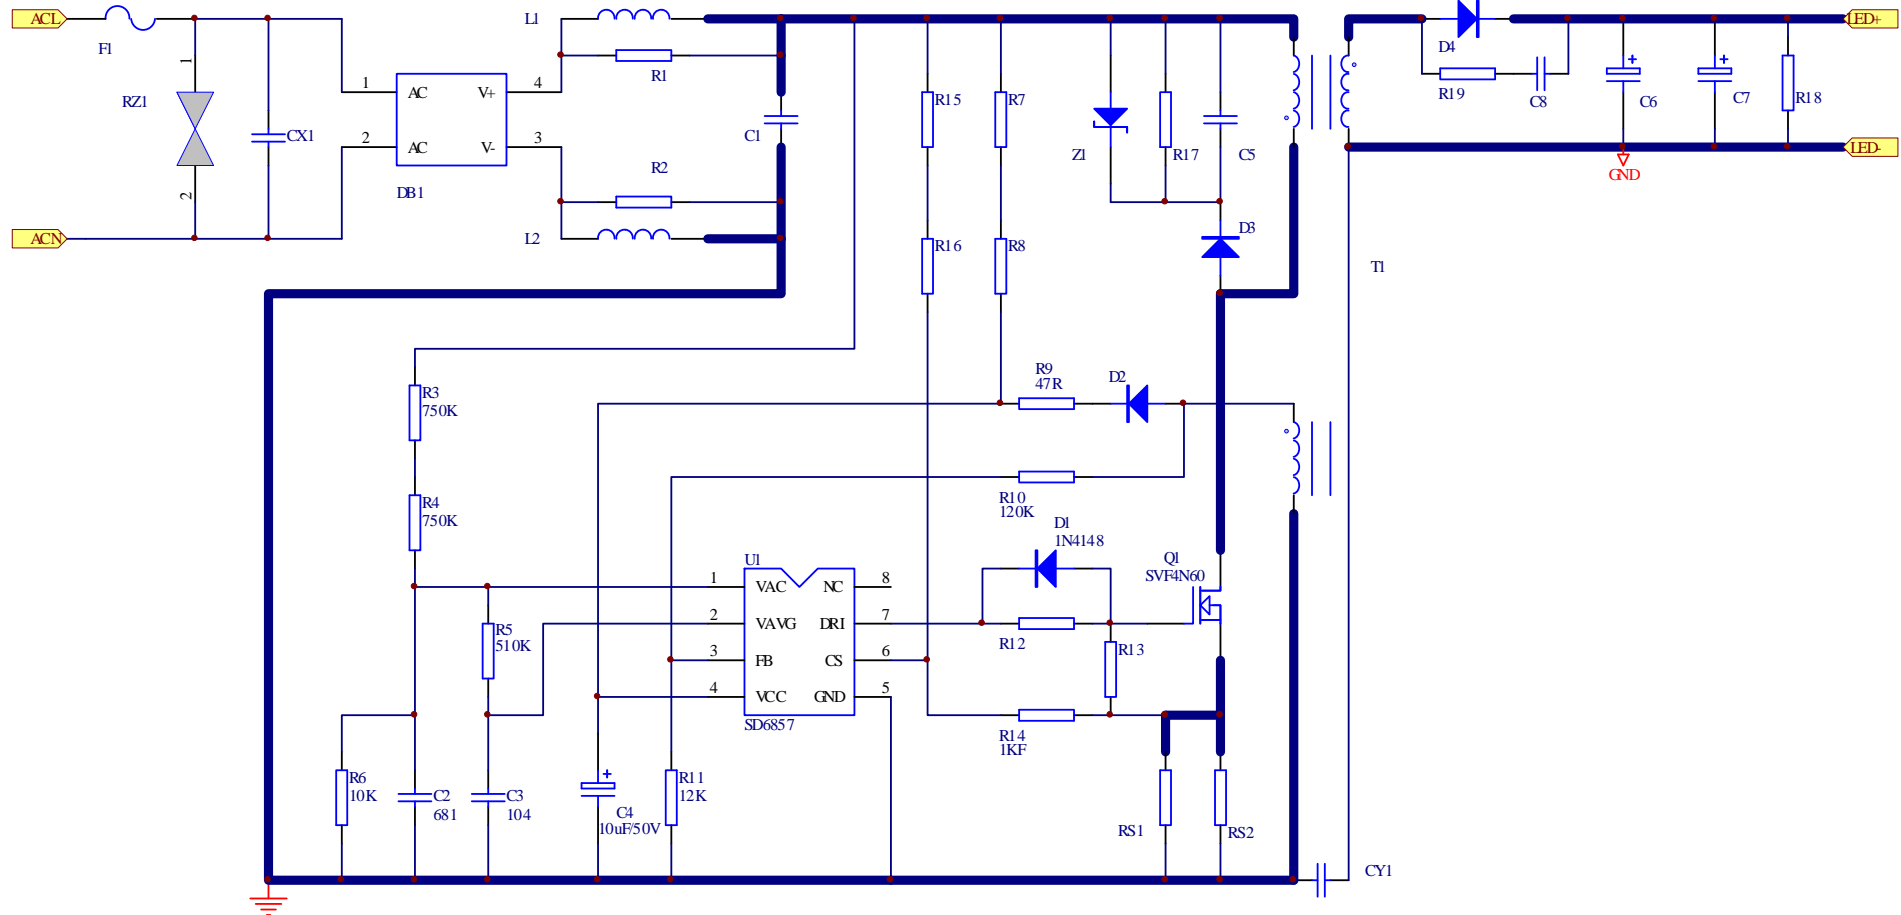 ACL
F1
1
RZ1
2
CX1
ACN
1
AC
V+
4
2
AC
V-
3
DB1
L1
R1
C1
R2
L2
R15
R7
Z1
R17
C5
R16
R8
D3
T1
D4
R19
C8
C6
C7
R18
LED+
LED-
GND
R3
750K
R4
750K
R9
47R
D2
R10
120K
D1
1N4148
Q1
SVF4N60
U1
1
VAC
NC
8
2
VAVG
DRI
7
3
FB
CS
6
4
VCC
GND
5
SD6857
R5
510K
R12
R13
R14
1KF
R6
10K
C2
681
C3
104
C4
10uF/50V
R11
12K
RS1
RS2
CY1